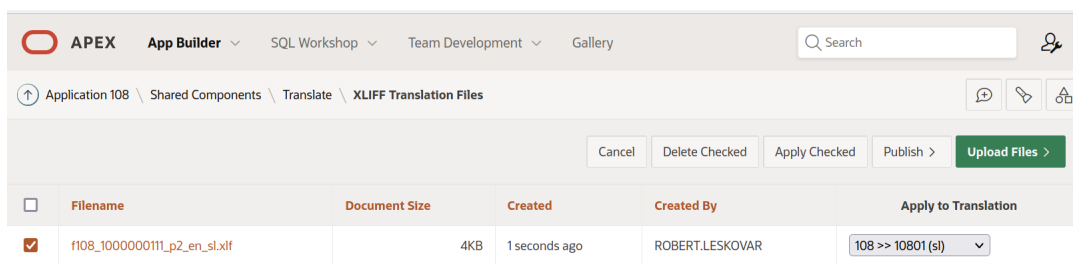 APEX App Builder SQL Workshop Team Development Gallery Search
Application 108 \ Shared Components \ Translate \ XLIFF Translation Files
Cancel Delete Checked Apply Checked Publish > Upload Files >
Filename Document Size Created Created By Apply to Translation
f108_1000000111_p2_en_sl.xlf 4KB 1 seconds ago ROBERT.LESKOVAR 108 >> 10801 (sl)